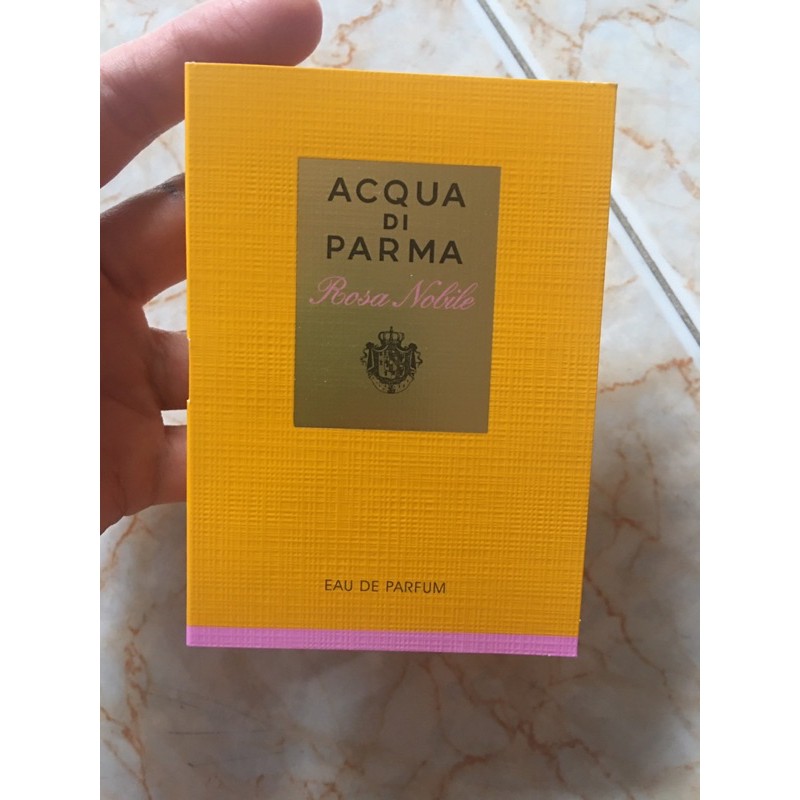 ACQUA
DI
PARMA
Rosa Nobile
EAU DE PARFUM